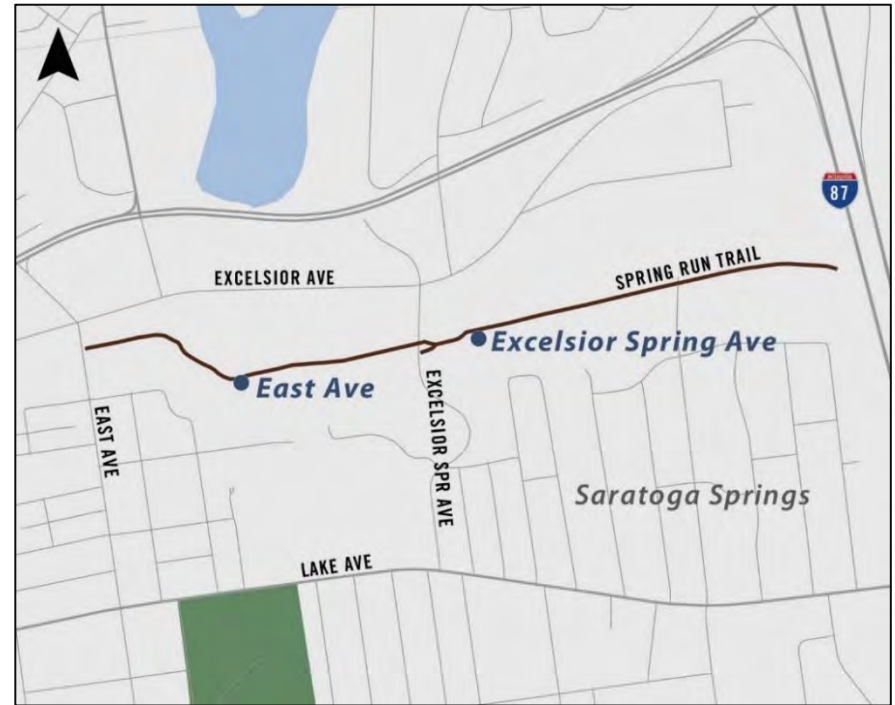 87
EXCELSIOR AVE
SPRING RUN TRAIL
Excelsior Spring Ave
East Ave
EAST AVE
EXCELSIOR SPR AVE
Saratoga Springs
LAKE AVE